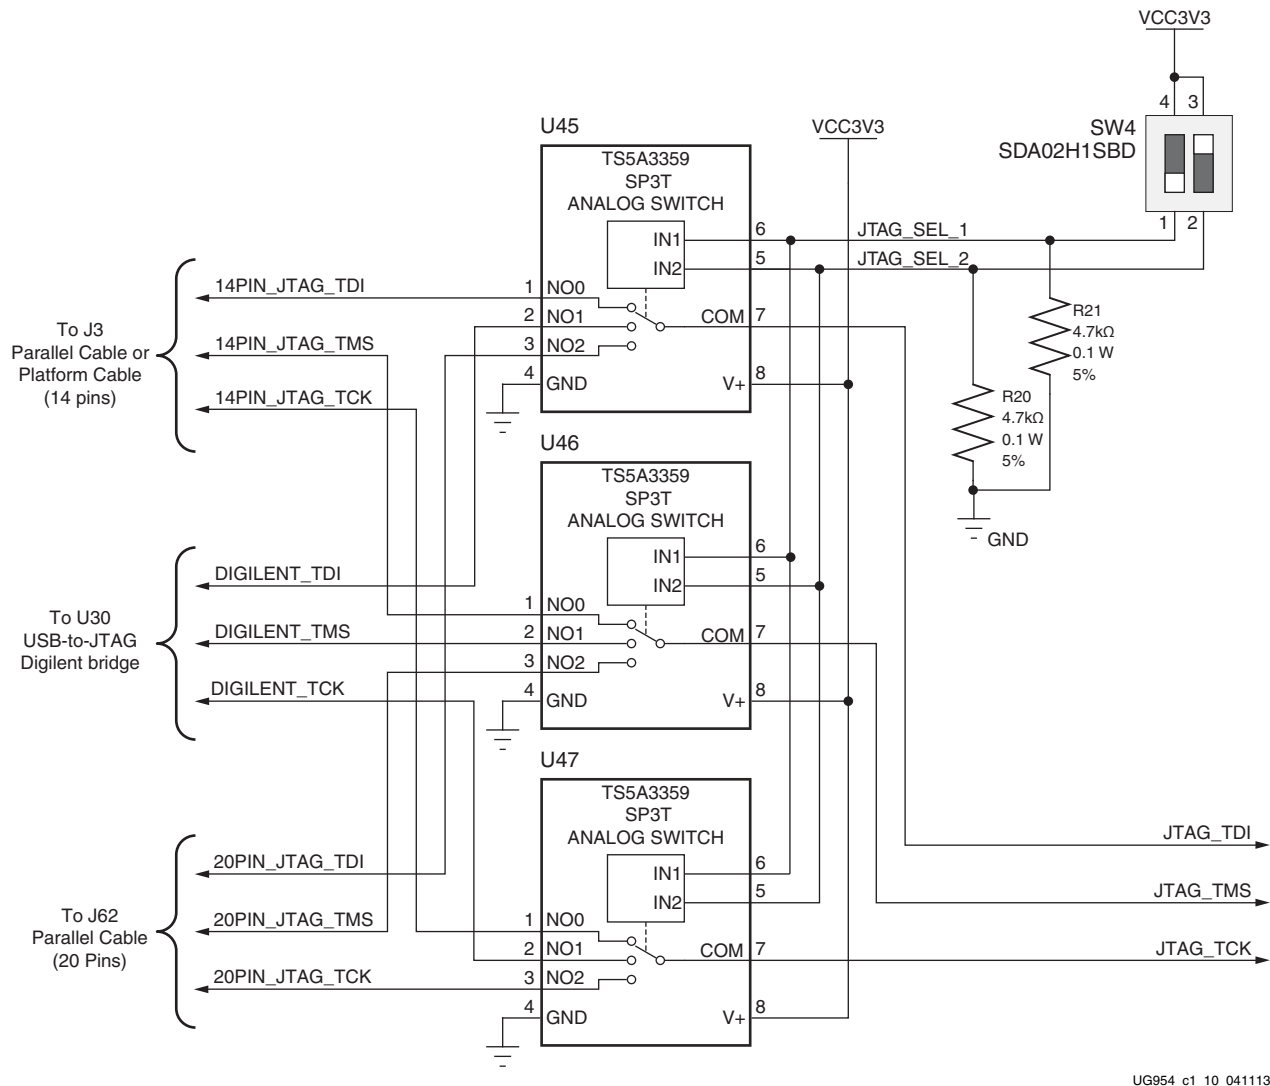 VCC3V3
4 3
SW4
SDA02H1SBD
1 2
U45
TS5A3359
SP3T
ANALOG SWITCH
VCC3V3
IN1 6
IN2 5
JTAG_SEL_1
JTAG_SEL_2
1 NO0
2 NO1
3 NO2
4 GND
COM 7
V+ 8
R21
4.7kΩ
0.1 W
5%
R20
4.7kΩ
0.1 W
5%
GND
To J3
Parallel Cable or
Platform Cable
(14 pins)
14PIN_JTAG_TDI
14PIN_JTAG_TMS
14PIN_JTAG_TCK
U46
TS5A3359
SP3T
ANALOG SWITCH
IN1 6
IN2 5
1 NO0
2 NO1
3 NO2
4 GND
COM 7
V+ 8
To U30
USB-to-JTAG
Digilent bridge
DIGILENT_TDI
DIGILENT_TMS
DIGILENT_TCK
U47
TS5A3359
SP3T
ANALOG SWITCH
IN1 6
IN2 5
1 NO0
2 NO1
3 NO2
4 GND
COM 7
V+ 8
To J62
Parallel Cable
(20 Pins)
20PIN_JTAG_TDI
20PIN_JTAG_TMS
20PIN_JTAG_TCK
JTAG_TDI
JTAG_TMS
JTAG_TCK
UG954_c1_10_041113